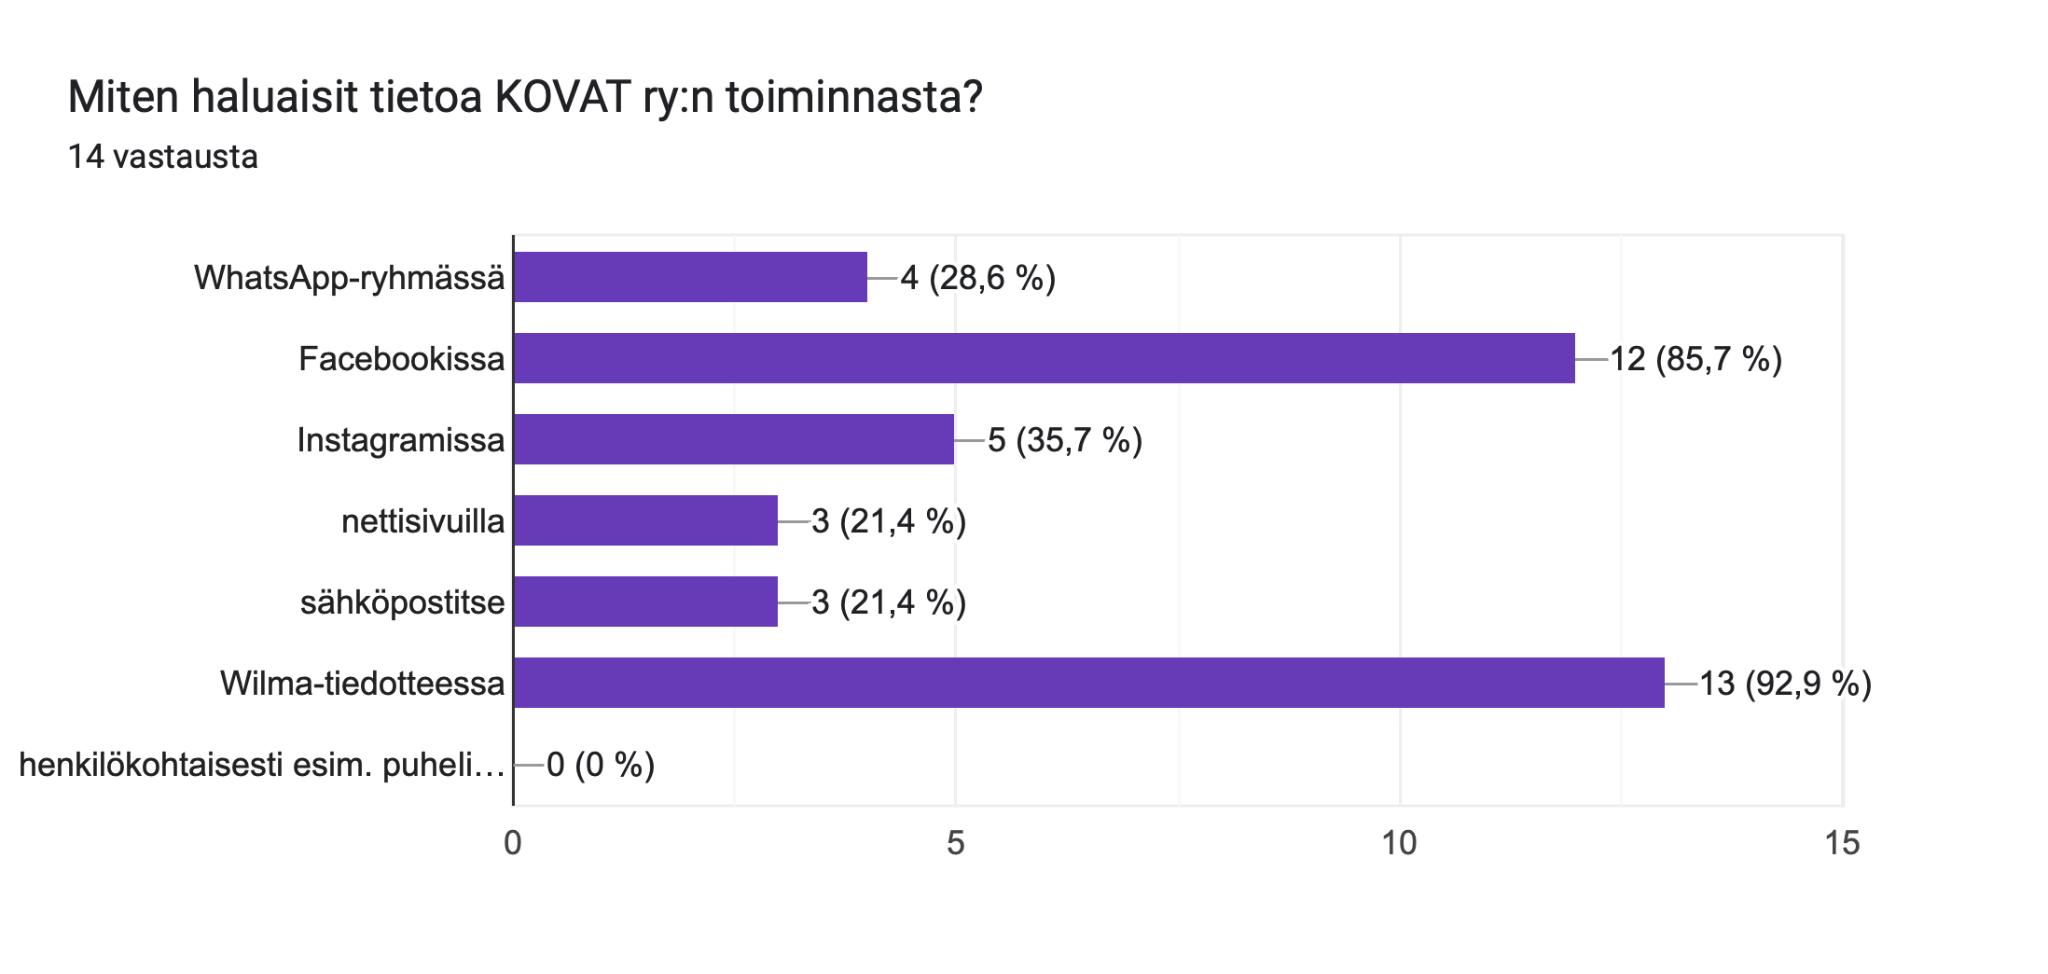 Miten haluaisit tietoa KOVAT ry:n toiminnasta?
14 vastausta
WhatsApp-ryhmässä 4 (28,6 %)
Facebookissa 12 (85,7 %)
Instagramissa 5 (35,7 %)
nettisivuilla 3 (21,4 %)
sähköpostitse 3 (21,4 %)
Wilma-tiedotteessa 13 (92,9 %)
henkilökohtaisesti esim. puheli… 0 (0 %)
0 5 10 15